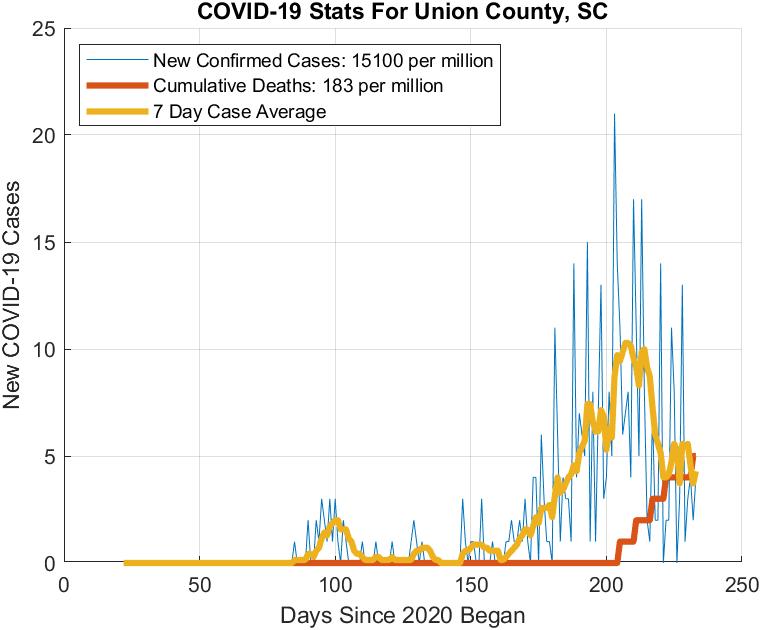 COVID-19 Stats For Union County, SC
New Confirmed Cases: 15100 per million
Cumulative Deaths: 183 per million
7 Day Case Average
New COVID-19 Cases
25
20
15
10
5
0
0 50 100 150 200 250
Days Since 2020 Began